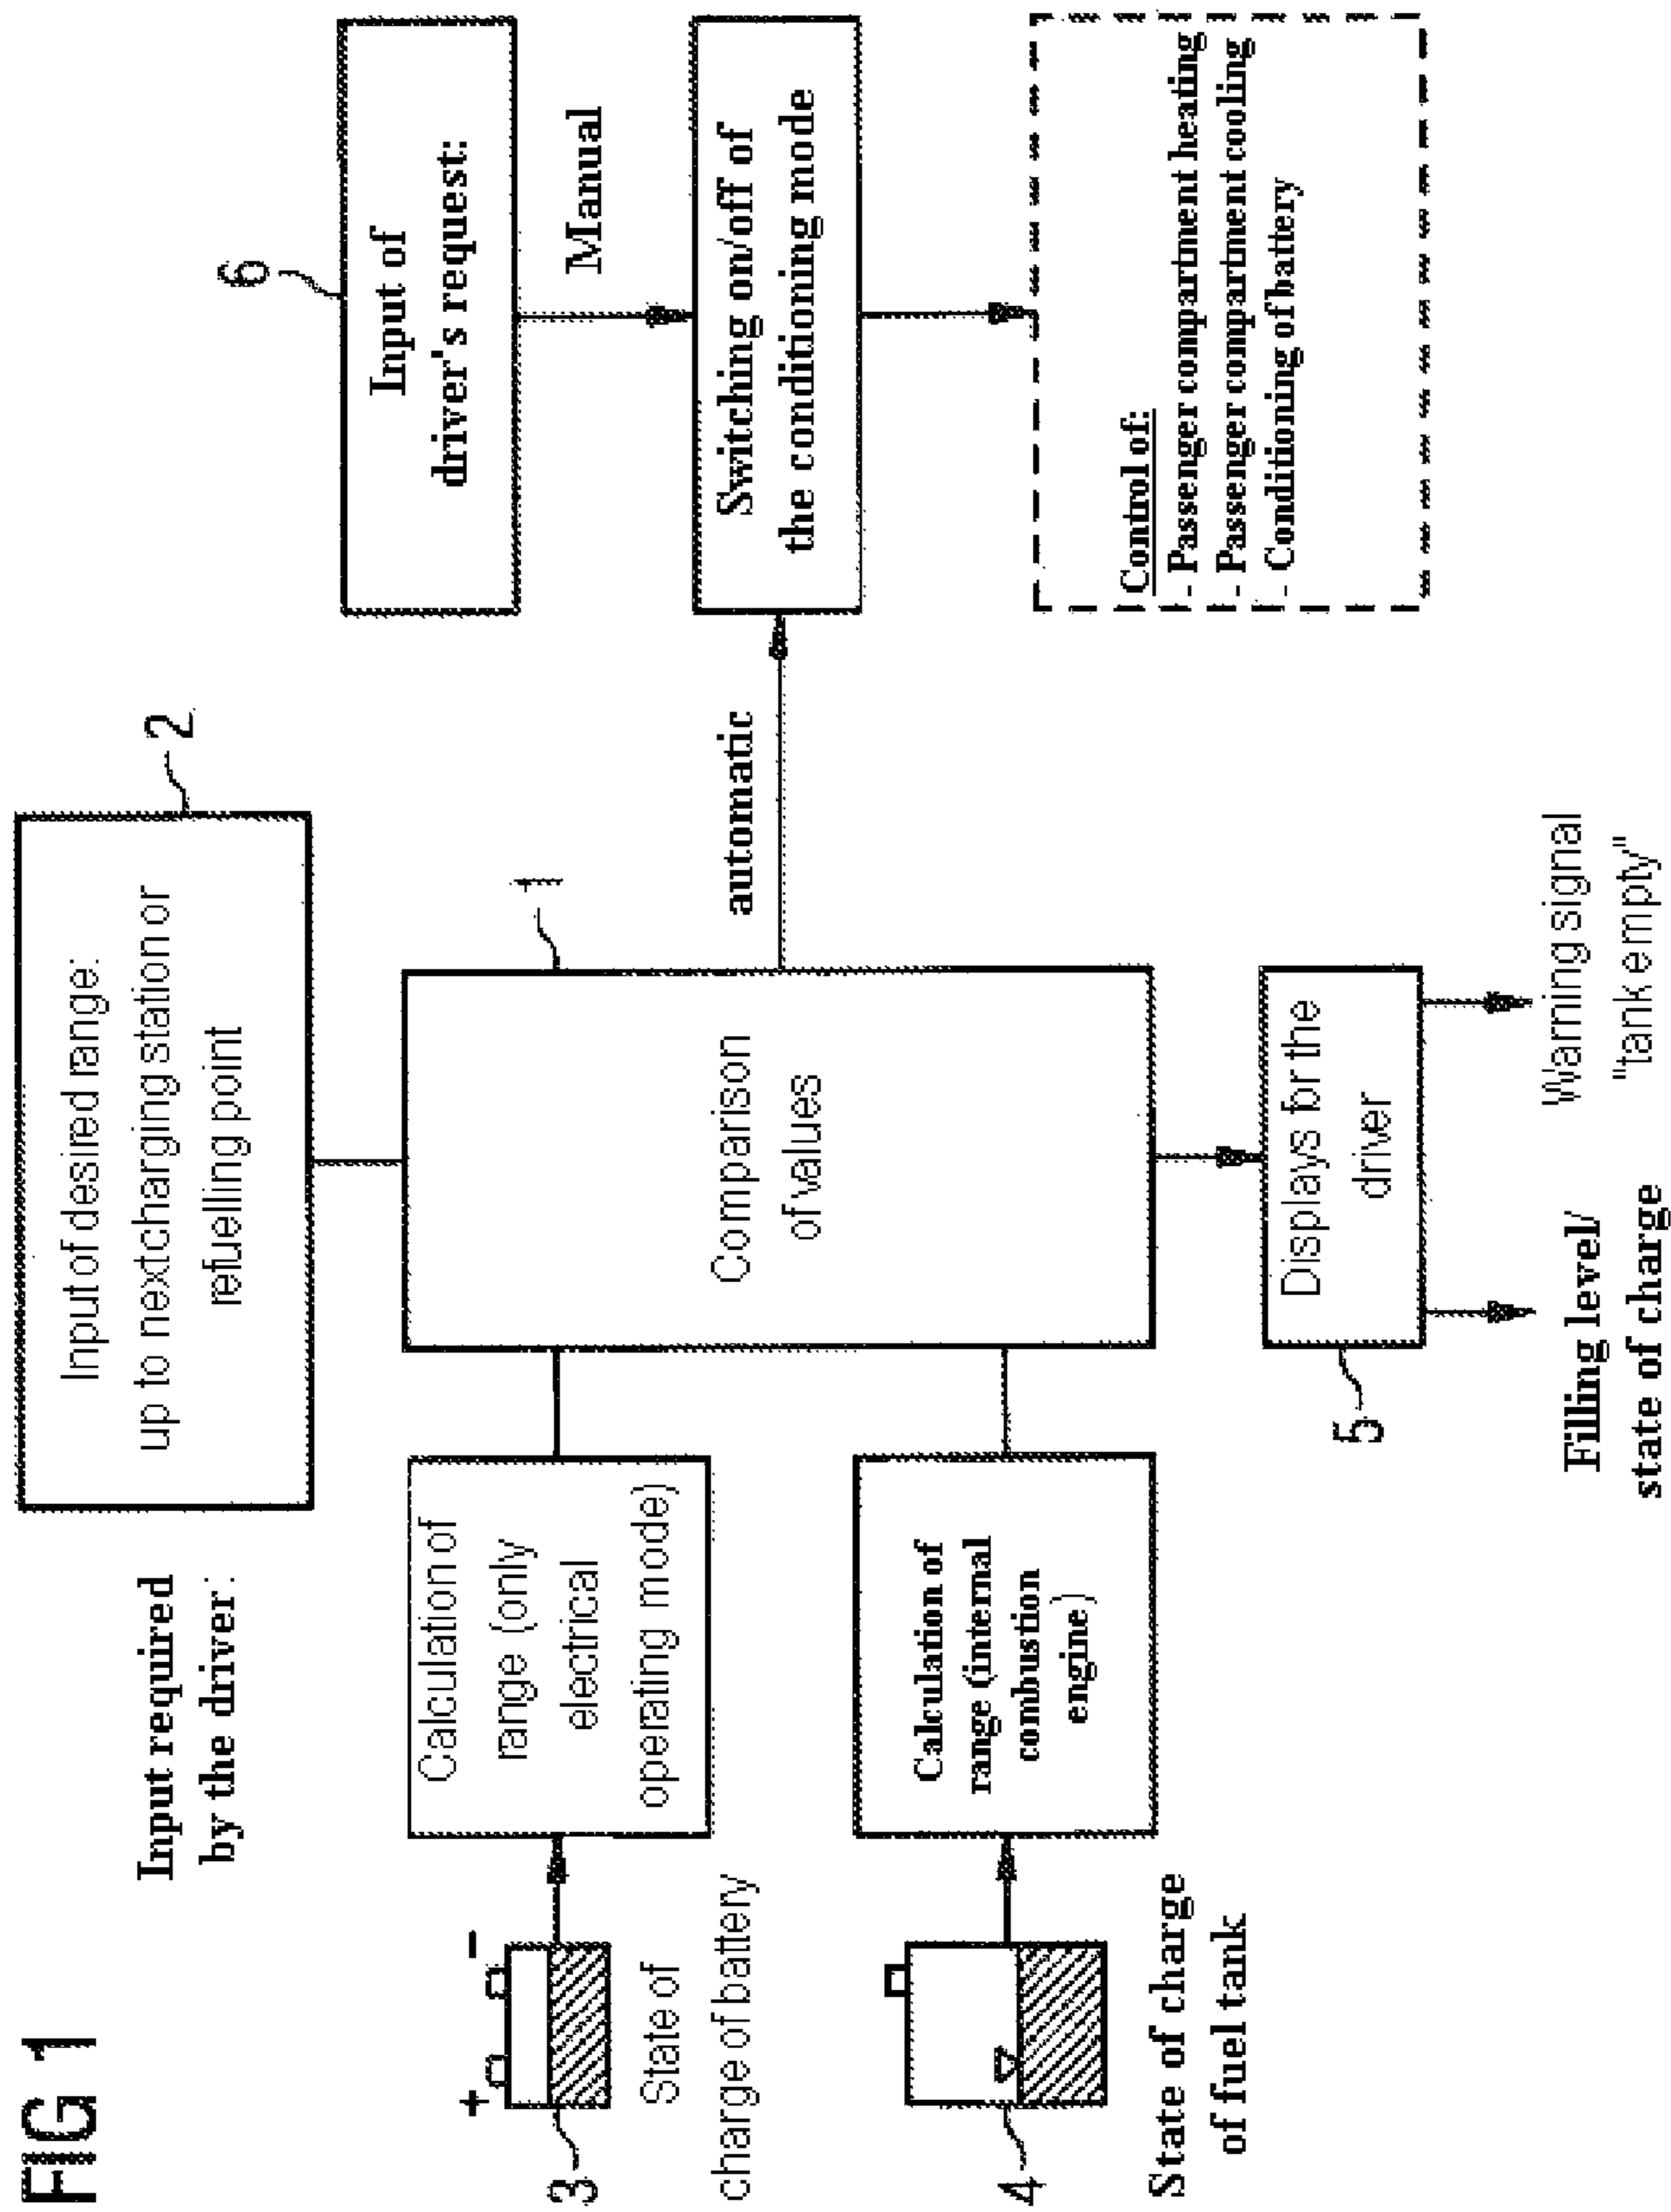 FIG 1
Input required
by the driver:
Input of desired range:
up to nextcharging station or
refuelling point
2
6
Input of
driver's request:
Manual
+
-
3
State of
charge of battery
Calculation of
range (only
electrical
operating mode)
1
Comparison
of values
automatic
Switching on/off of
the conditioning mode
4
State of charge
of fuel tank
Calculation of
range (internal
combustion
engine)
5
Displays for the
driver
Filling level/
state of charge
Warning signal
"tank empty"
Control of:
- Passenger compartment heating
- Passenger compartment cooling
- Conditioning of battery